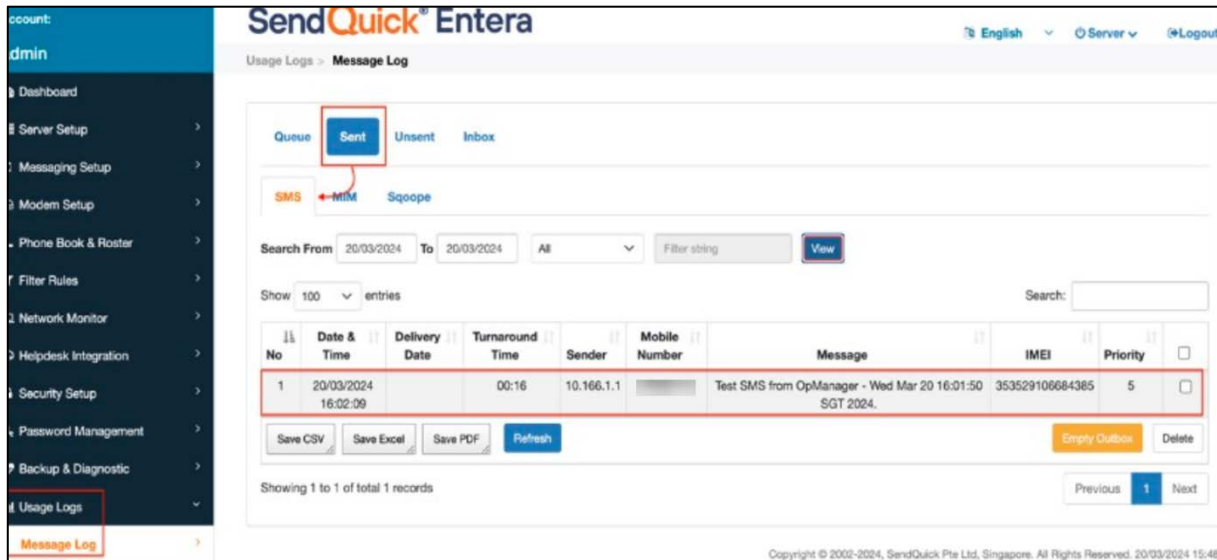 ccount:
dmin
Dashboard
Server Setup
Messaging Setup
Modem Setup
Phone Book & Roster
Filter Rules
Network Monitor
Helpdesk Integration
Security Setup
Password Management
Backup & Diagnostic
Usage Logs
Message Log
SendQuick® Entera
English Server Logout
Usage Logs > Message Log
Queue Sent Unsent Inbox
SMS MIM Sqoope
Search From 20/03/2024 To 20/03/2024 All Filter string View
Show 100 entries Search:
No Date & Time Delivery Date Turnaround Time Sender Mobile Number Message IMEI Priority
1 20/03/2024 00:16 10.166.1.1 Test SMS from OpManager - Wed Mar 20 16:01:50 353529106684385 5
16:02:09 SGT 2024.
Save CSV Save Excel Save PDF Refresh Empty Outbox Delete
Showing 1 to 1 of total 1 records Previous 1 Next
Copyright © 2002-2024, SendQuick Pte Ltd, Singapore. All Rights Reserved. 20/03/2024 15:46